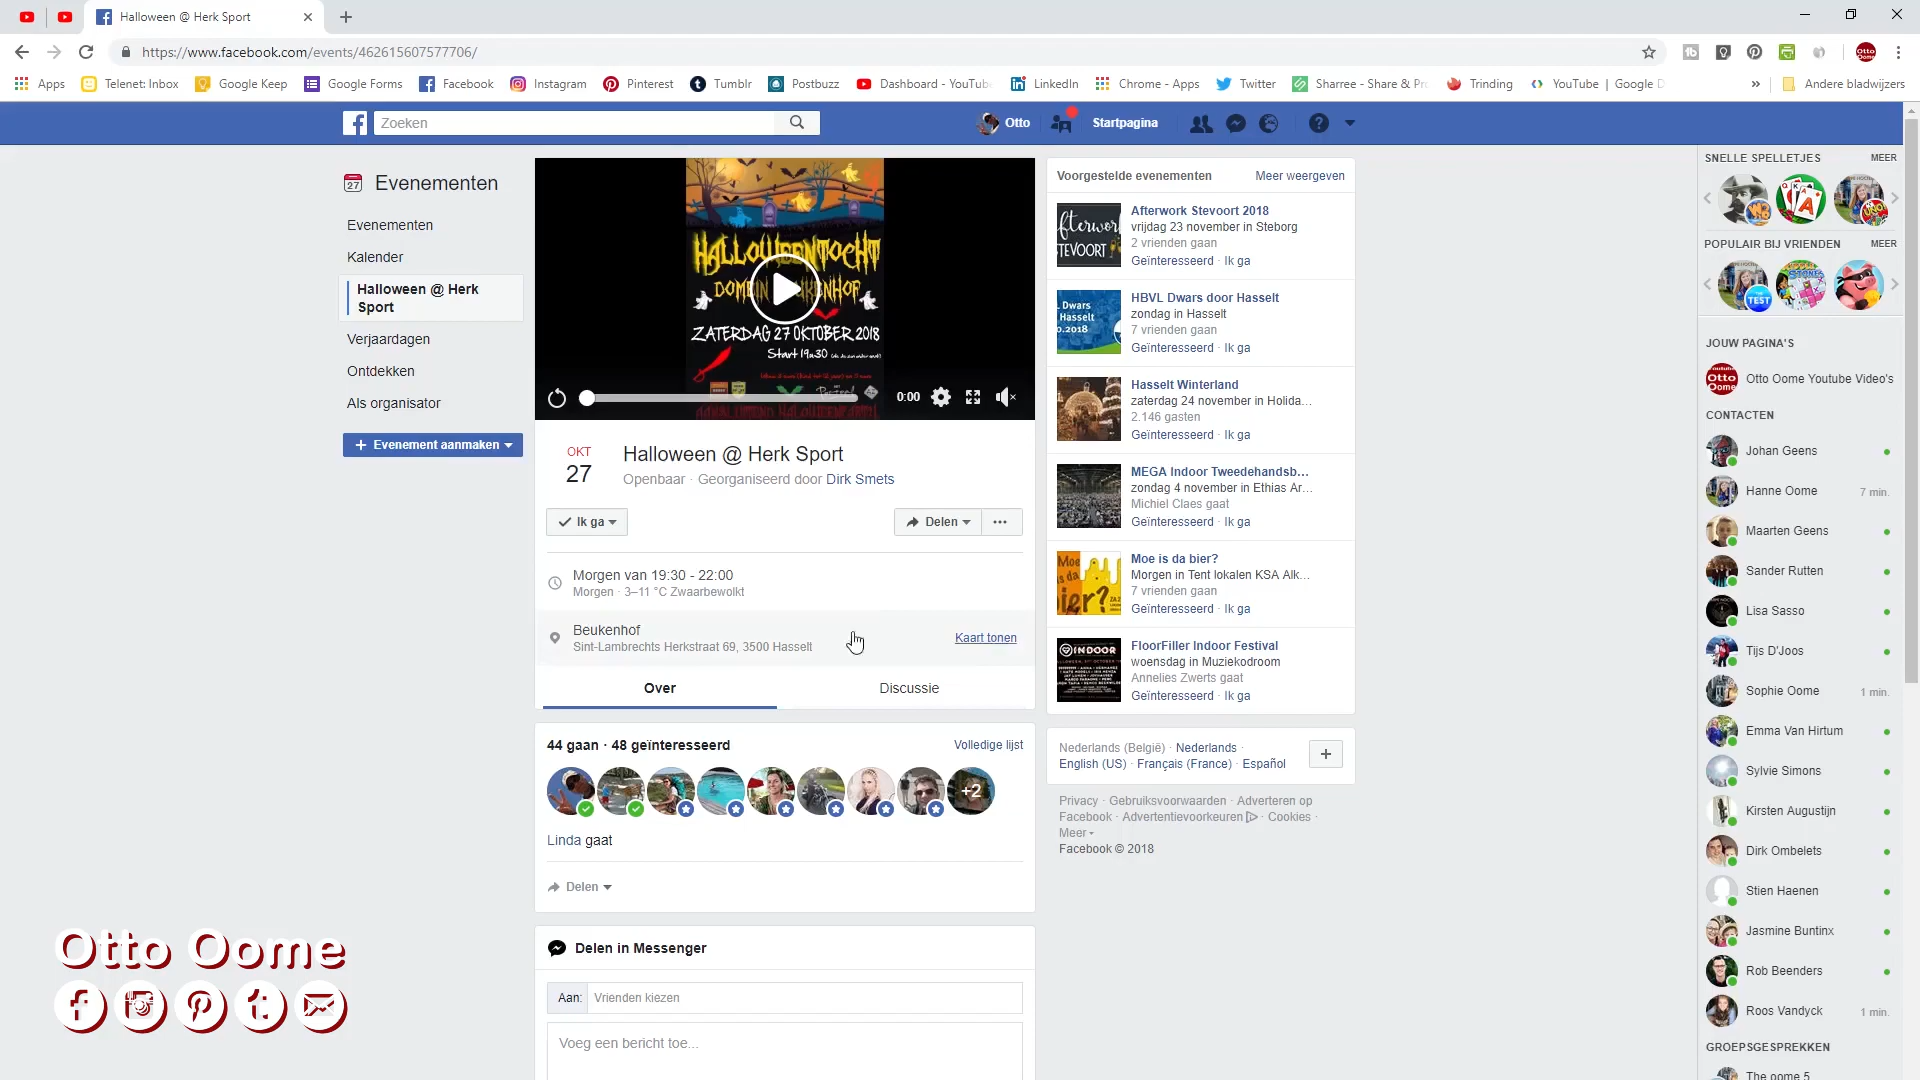 Halloween @ Herk Sport
https://www.facebook.com/events/462615607577706/
Apps
Telenet: Inbox
Google Keep
Google Forms
Facebook
Instagram
Pinterest
Tumblr
Postbuzz
Dashboard - YouTub
LinkedIn
Chrome - Apps
Twitter
Sharree - Share & Pr
Trinding
YouTube | Google D
»
Andere bladwijzers
Zoeken
Otto
Startpagina
27
Evenementen
Evenementen
Kalender
Halloween @ Herk
Sport
Verjaardagen
Ontdekken
Als organisator
+ Evenement aanmaken
HALLOWEENTOCHT
ZATERDAG 27 OKTOBER 2018
Start 19u30
0:00
OKT
27
Halloween @ Herk Sport
Openbaar · Georganiseerd door Dirk Smets
Ik ga
Delen
...
Morgen van 19:30 - 22:00
Morgen · 3–11 °C Zwaarbewolkt
Beukenhof
Sint-Lambrechts Herkstraat 69, 3500 Hasselt
Kaart tonen
Over
Discussie
44 gaan · 48 geïnteresseerd
Volledige lijst
+2
Linda gaat
Delen
Delen in Messenger
Aan:
Vrienden kiezen
Voeg een bericht toe...
Voorgestelde evenementen
Meer weergeven
Afterwork Stevoort 2018
vrijdag 23 november in Steborg
2 vrienden gaan
Geïnteresseerd · Ik ga
HBVL Dwars door Hasselt
zondag in Hasselt
7 vrienden gaan
Geïnteresseerd · Ik ga
Hasselt Winterland
zaterdag 24 november in Holida...
2.146 gasten
Geïnteresseerd · Ik ga
MEGA Indoor Tweedehandsb...
zondag 4 november in Ethias Ar...
Michiel Claes gaat
Geïnteresseerd · Ik ga
Moe is da bier?
Morgen in Tent lokalen KSA Alk...
7 vrienden gaan
Geïnteresseerd · Ik ga
FloorFiller Indoor Festival
woensdag in Muziekodroom
Annelies Zwerts gaat
Geïnteresseerd · Ik ga
Nederlands (België) · Nederlands ·
English (US) · Français (France) · Español
+
Privacy · Gebruiksvoorwaarden · Adverteren op
Facebook · Advertentievoorkeuren · Cookies ·
Meer
Facebook © 2018
SNELLE SPELLETJES
MEER
POPULAIR BIJ VRIENDEN
MEER
TEST
JOUW PAGINA'S
Otto Oome Youtube Video's
CONTACTEN
Johan Geens
Hanne Oome
7 min.
Maarten Geens
Sander Rutten
Lisa Sasso
Tijs D'Joos
Sophie Oome
1 min.
Emma Van Hirtum
Sylvie Simons
Kirsten Augustijn
Dirk Ombelets
Stien Haenen
Jasmine Buntinx
Rob Beenders
Roos Vandyck
1 min.
GROEPSGESPREKKEN
The oome 5
Otto Oome